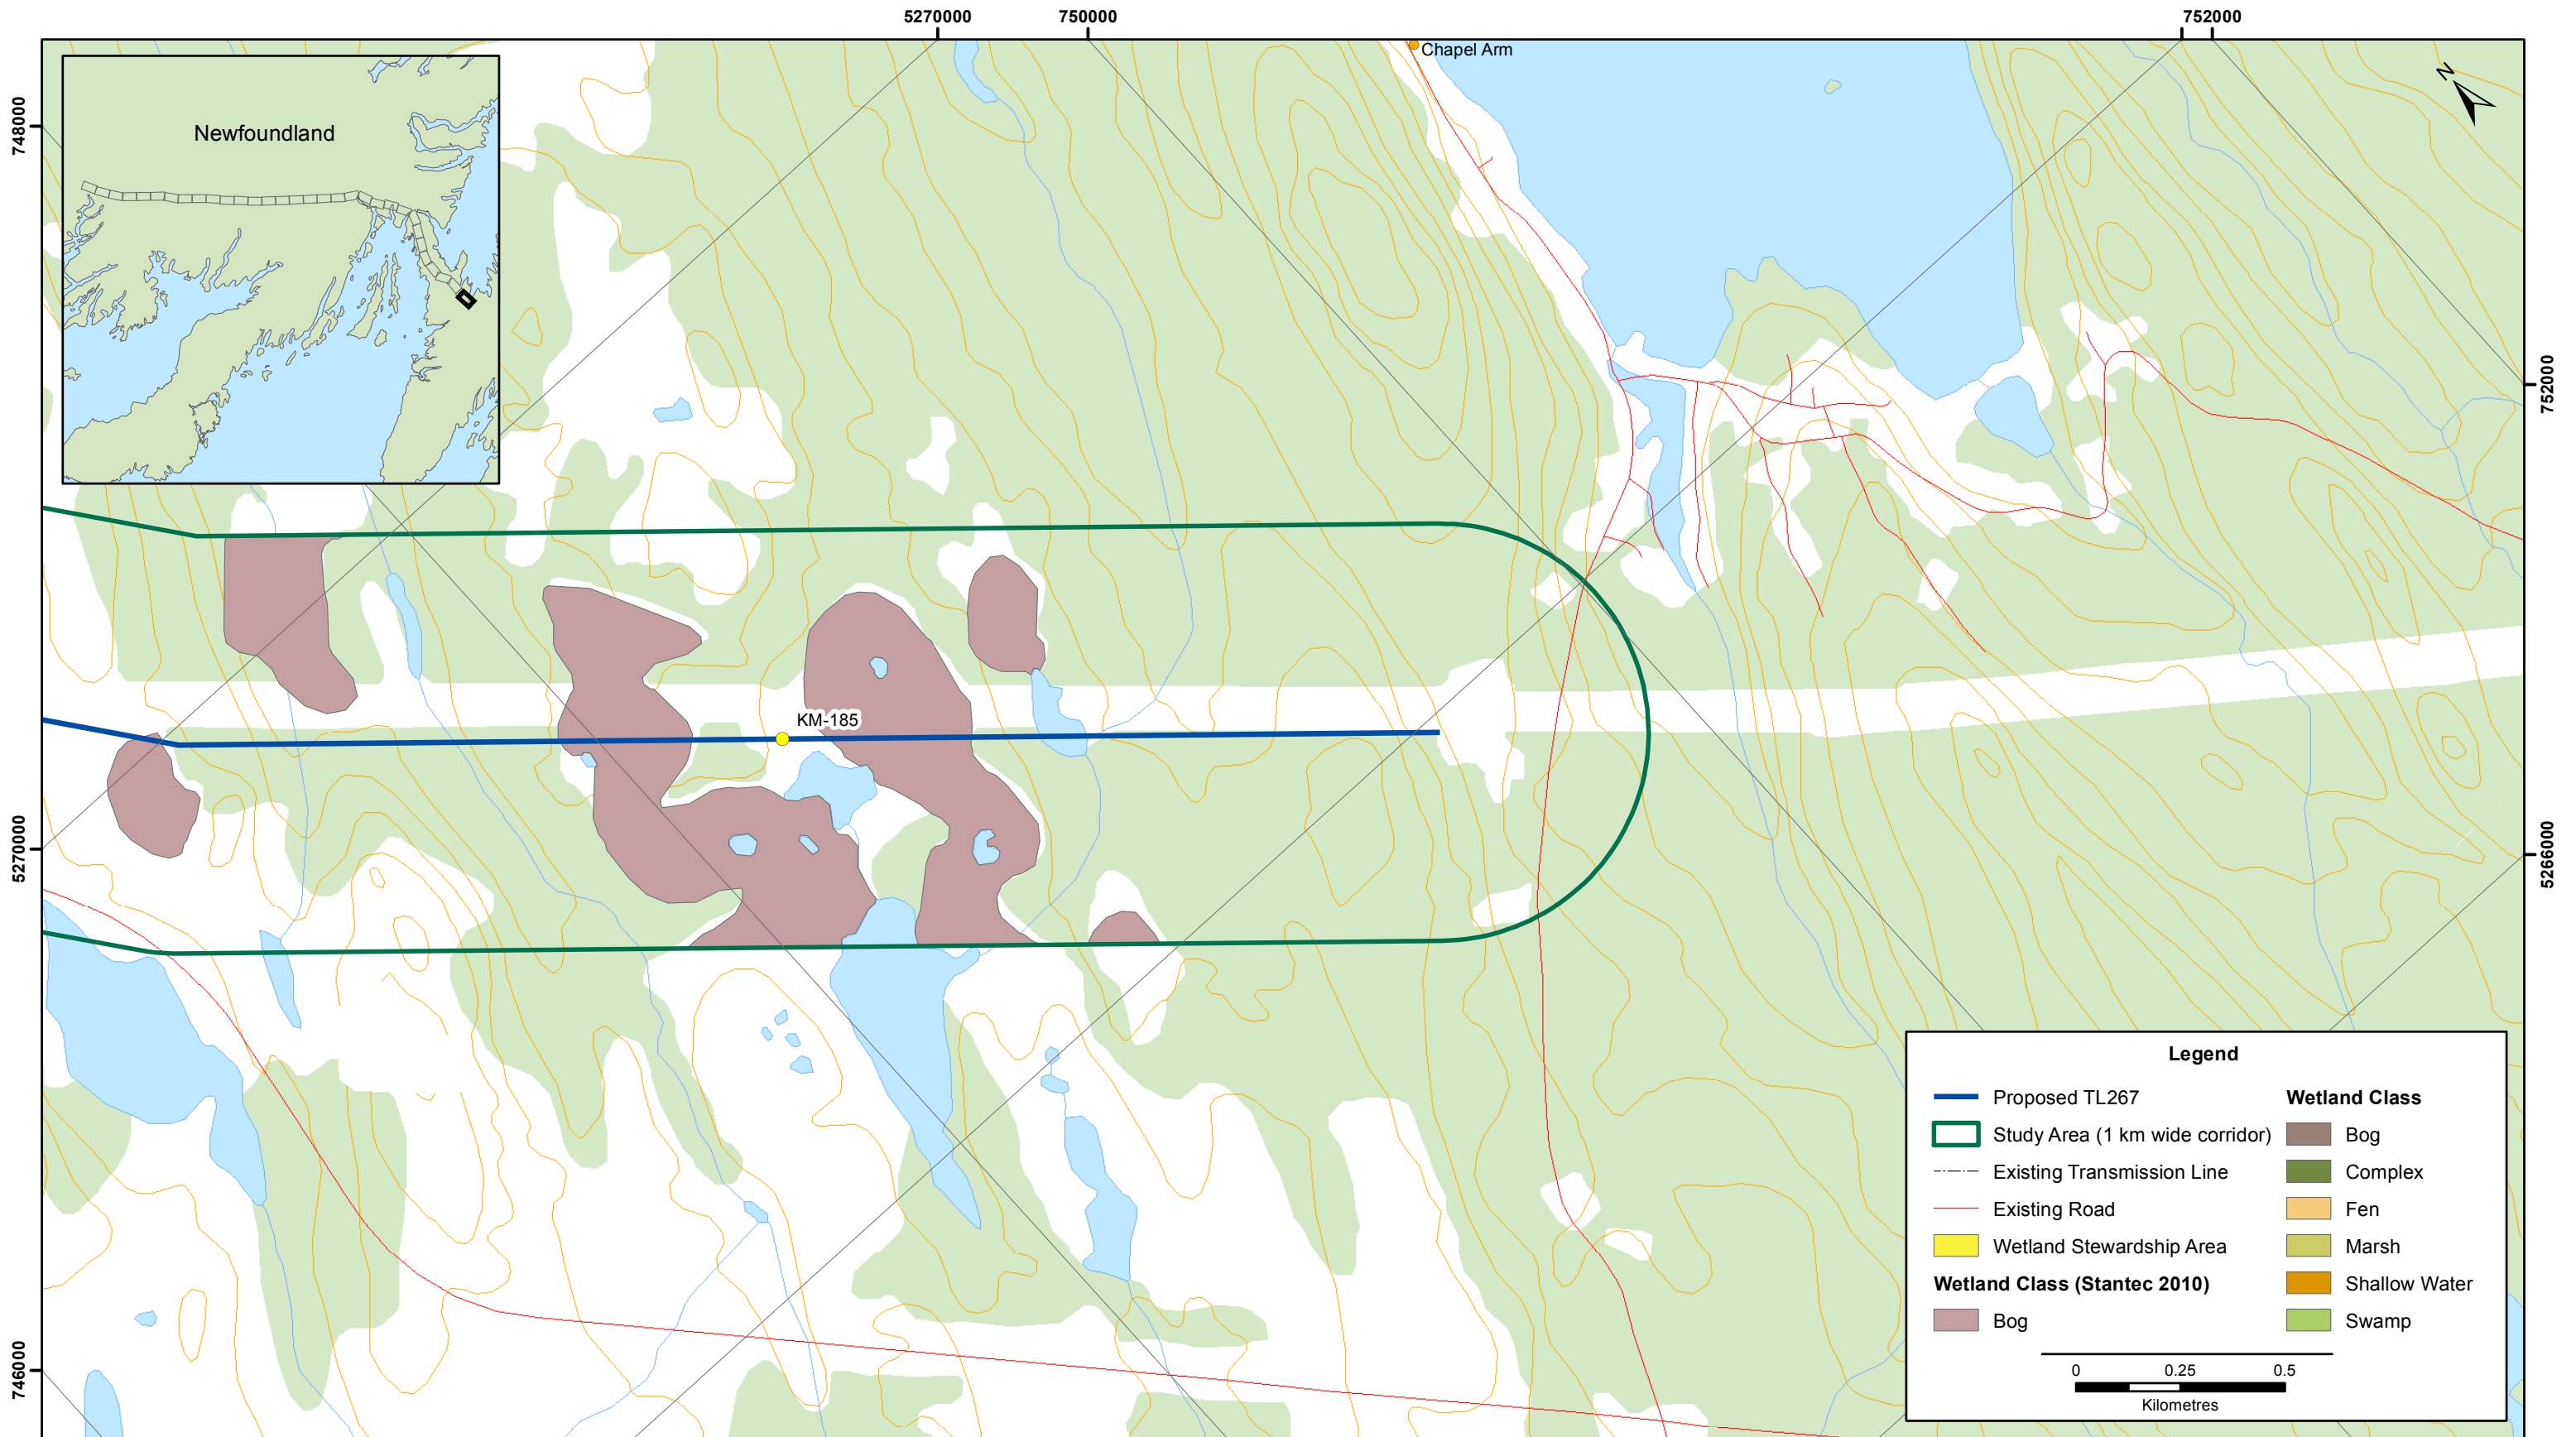 5270000
750000
752000
Chapel Arm
N
748000
Newfoundland
752000
KM-185
5270000
5266000
Legend
Proposed TL267
Study Area (1 km wide corridor)
Existing Transmission Line
Existing Road
Wetland Stewardship Area
Wetland Class (Stantec 2010)
Bog
Wetland Class
Bog
Complex
Fen
Marsh
Shallow Water
Swamp
746000
0 0.25 0.5
Kilometres